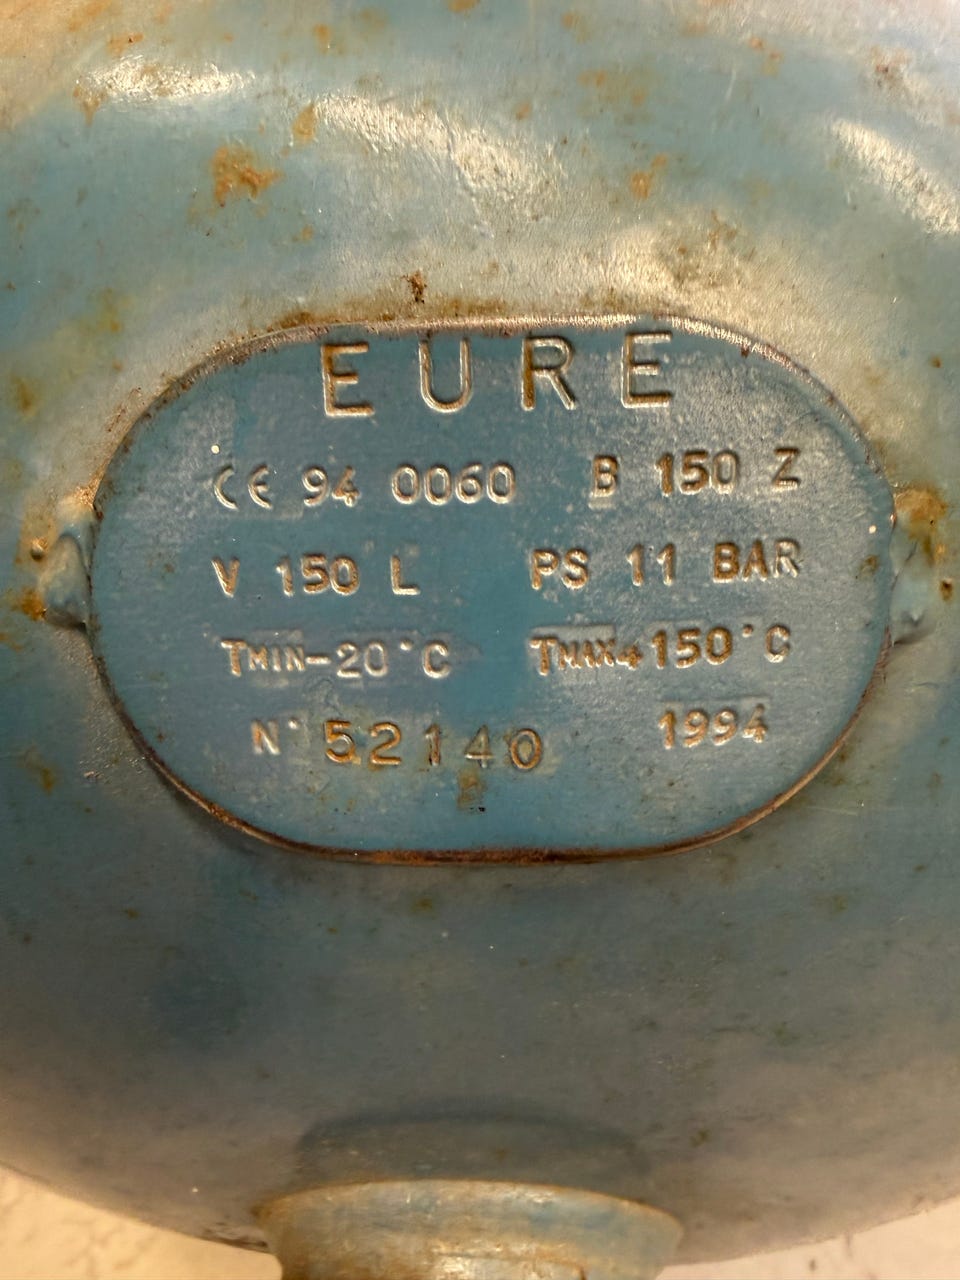 EURE
CE 94 0060 B 150 Z
V 150 L PS 11 BAR
TMIN-20°C TMAX+150°C
N° 52140 1994